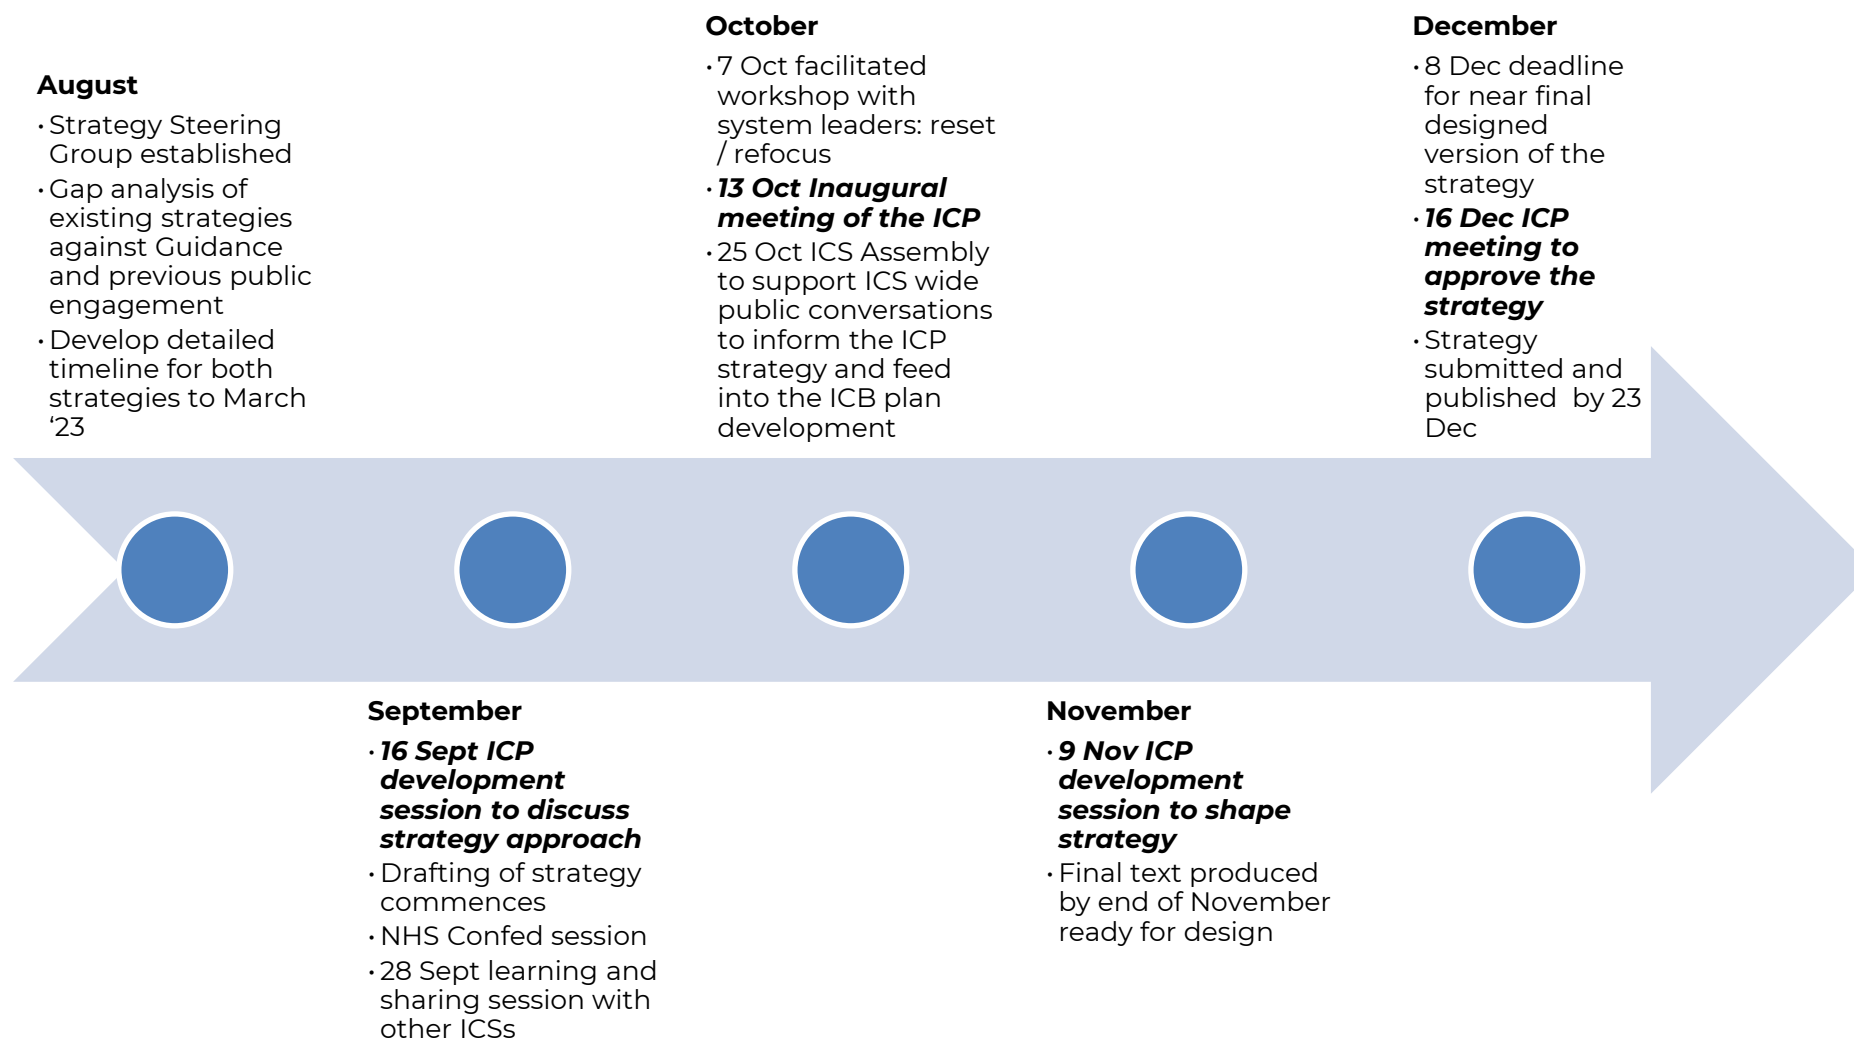 August
· Strategy Steering
Group established
· Gap analysis of
existing strategies
against Guidance
and previous public
engagement
· Develop detailed
timeline for both
strategies to March
‘23
September
· 16 Sept ICP
development
session to discuss
strategy approach
· Drafting of strategy
commences
· NHS Confed session
· 28 Sept learning and
sharing session with
other ICSs
October
· 7 Oct facilitated
workshop with
system leaders: reset
/ refocus
· 13 Oct Inaugural
meeting of the ICP
· 25 Oct ICS Assembly
to support ICS wide
public conversations
to inform the ICP
strategy and feed
into the ICB plan
development
November
· 9 Nov ICP
development
session to shape
strategy
· Final text produced
by end of November
ready for design
December
· 8 Dec deadline
for near final
designed
version of the
strategy
· 16 Dec ICP
meeting to
approve the
strategy
· Strategy
submitted and
published  by 23
Dec